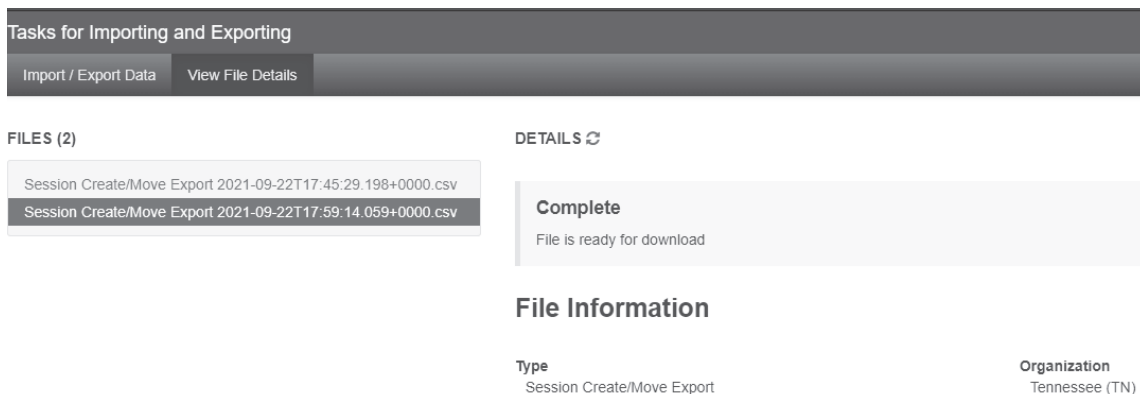 Tasks for Importing and Exporting
Import / Export Data View File Details
FILES (2)
Session Create/Move Export 2021-09-22T17:45:29.198+0000.csv
Session Create/Move Export 2021-09-22T17:59:14.059+0000.csv
DETAILS
Complete
File is ready for download
File Information
Type
Session Create/Move Export
Organization
Tennessee (TN)